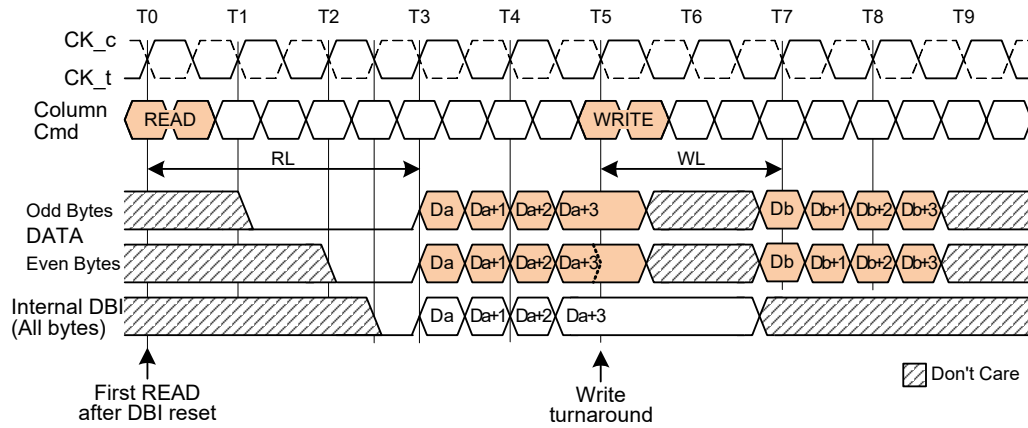 T0 T1 T2 T3 T4 T5 T6 T7 T8 T9
CK_c
CK_t
Column
Cmd
READ WRITE
RL WL
Odd Bytes
Da Da+1 Da+2 Da+3 Db Db+1 Db+2 Db+3
DATA
Even Bytes
Da Da+1 Da+2 Da+3 Db Db+1 Db+2 Db+3
Internal DBI
(All bytes)
Da Da+1 Da+2 Da+3
Don't Care
First READ
after DBI reset
Write
turnaround